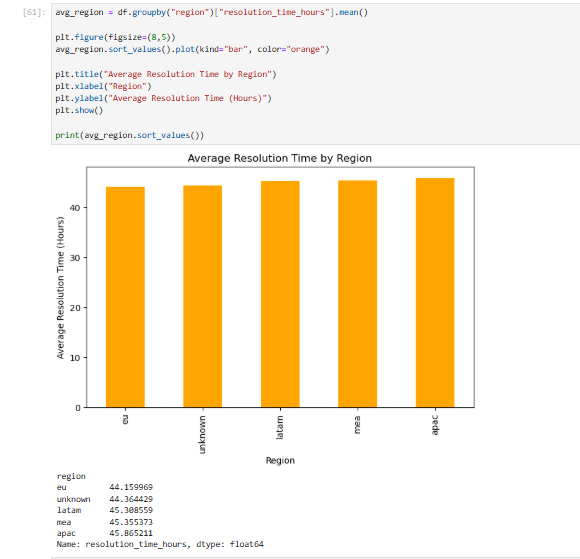 [61]: avg_region = df.groupby("region")["resolution_time_hours"].mean()
plt.figure(figsize=(8,5))
avg_region.sort_values().plot(kind="bar", color="orange")
plt.title("Average Resolution Time by Region")
plt.xlabel("Region")
plt.ylabel("Average Resolution Time (Hours)")
plt.show()
print(avg_region.sort_values())
Average Resolution Time by Region
Average Resolution Time (Hours)
40
30
20
10
0
eu
unknown
latam
mea
apac
Region
region
eu 44.159969
unknown 44.364429
latam 45.308559
mea 45.355373
apac 45.865211
Name: resolution_time_hours, dtype: float64